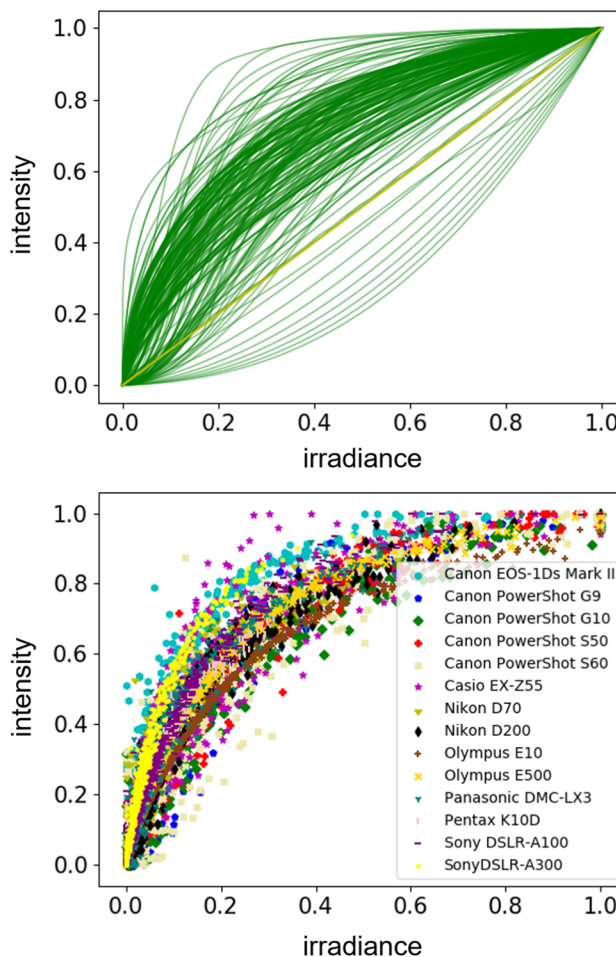 1.0
0.8
0.6
0.4
0.2
0.0
intensity
0.0 0.2 0.4 0.6 0.8 1.0
irradiance
1.0
0.8
0.6
0.4
0.2
0.0
intensity
Canon EOS-1Ds Mark II
Canon PowerShot G9
Canon PowerShot G10
Canon PowerShot S50
Canon PowerShot S60
Casio EX-Z55
Nikon D70
Nikon D200
Olympus E10
Olympus E500
Panasonic DMC-LX3
Pentax K10D
Sony DSLR-A100
SonyDSLR-A300
0.0 0.2 0.4 0.6 0.8 1.0
irradiance